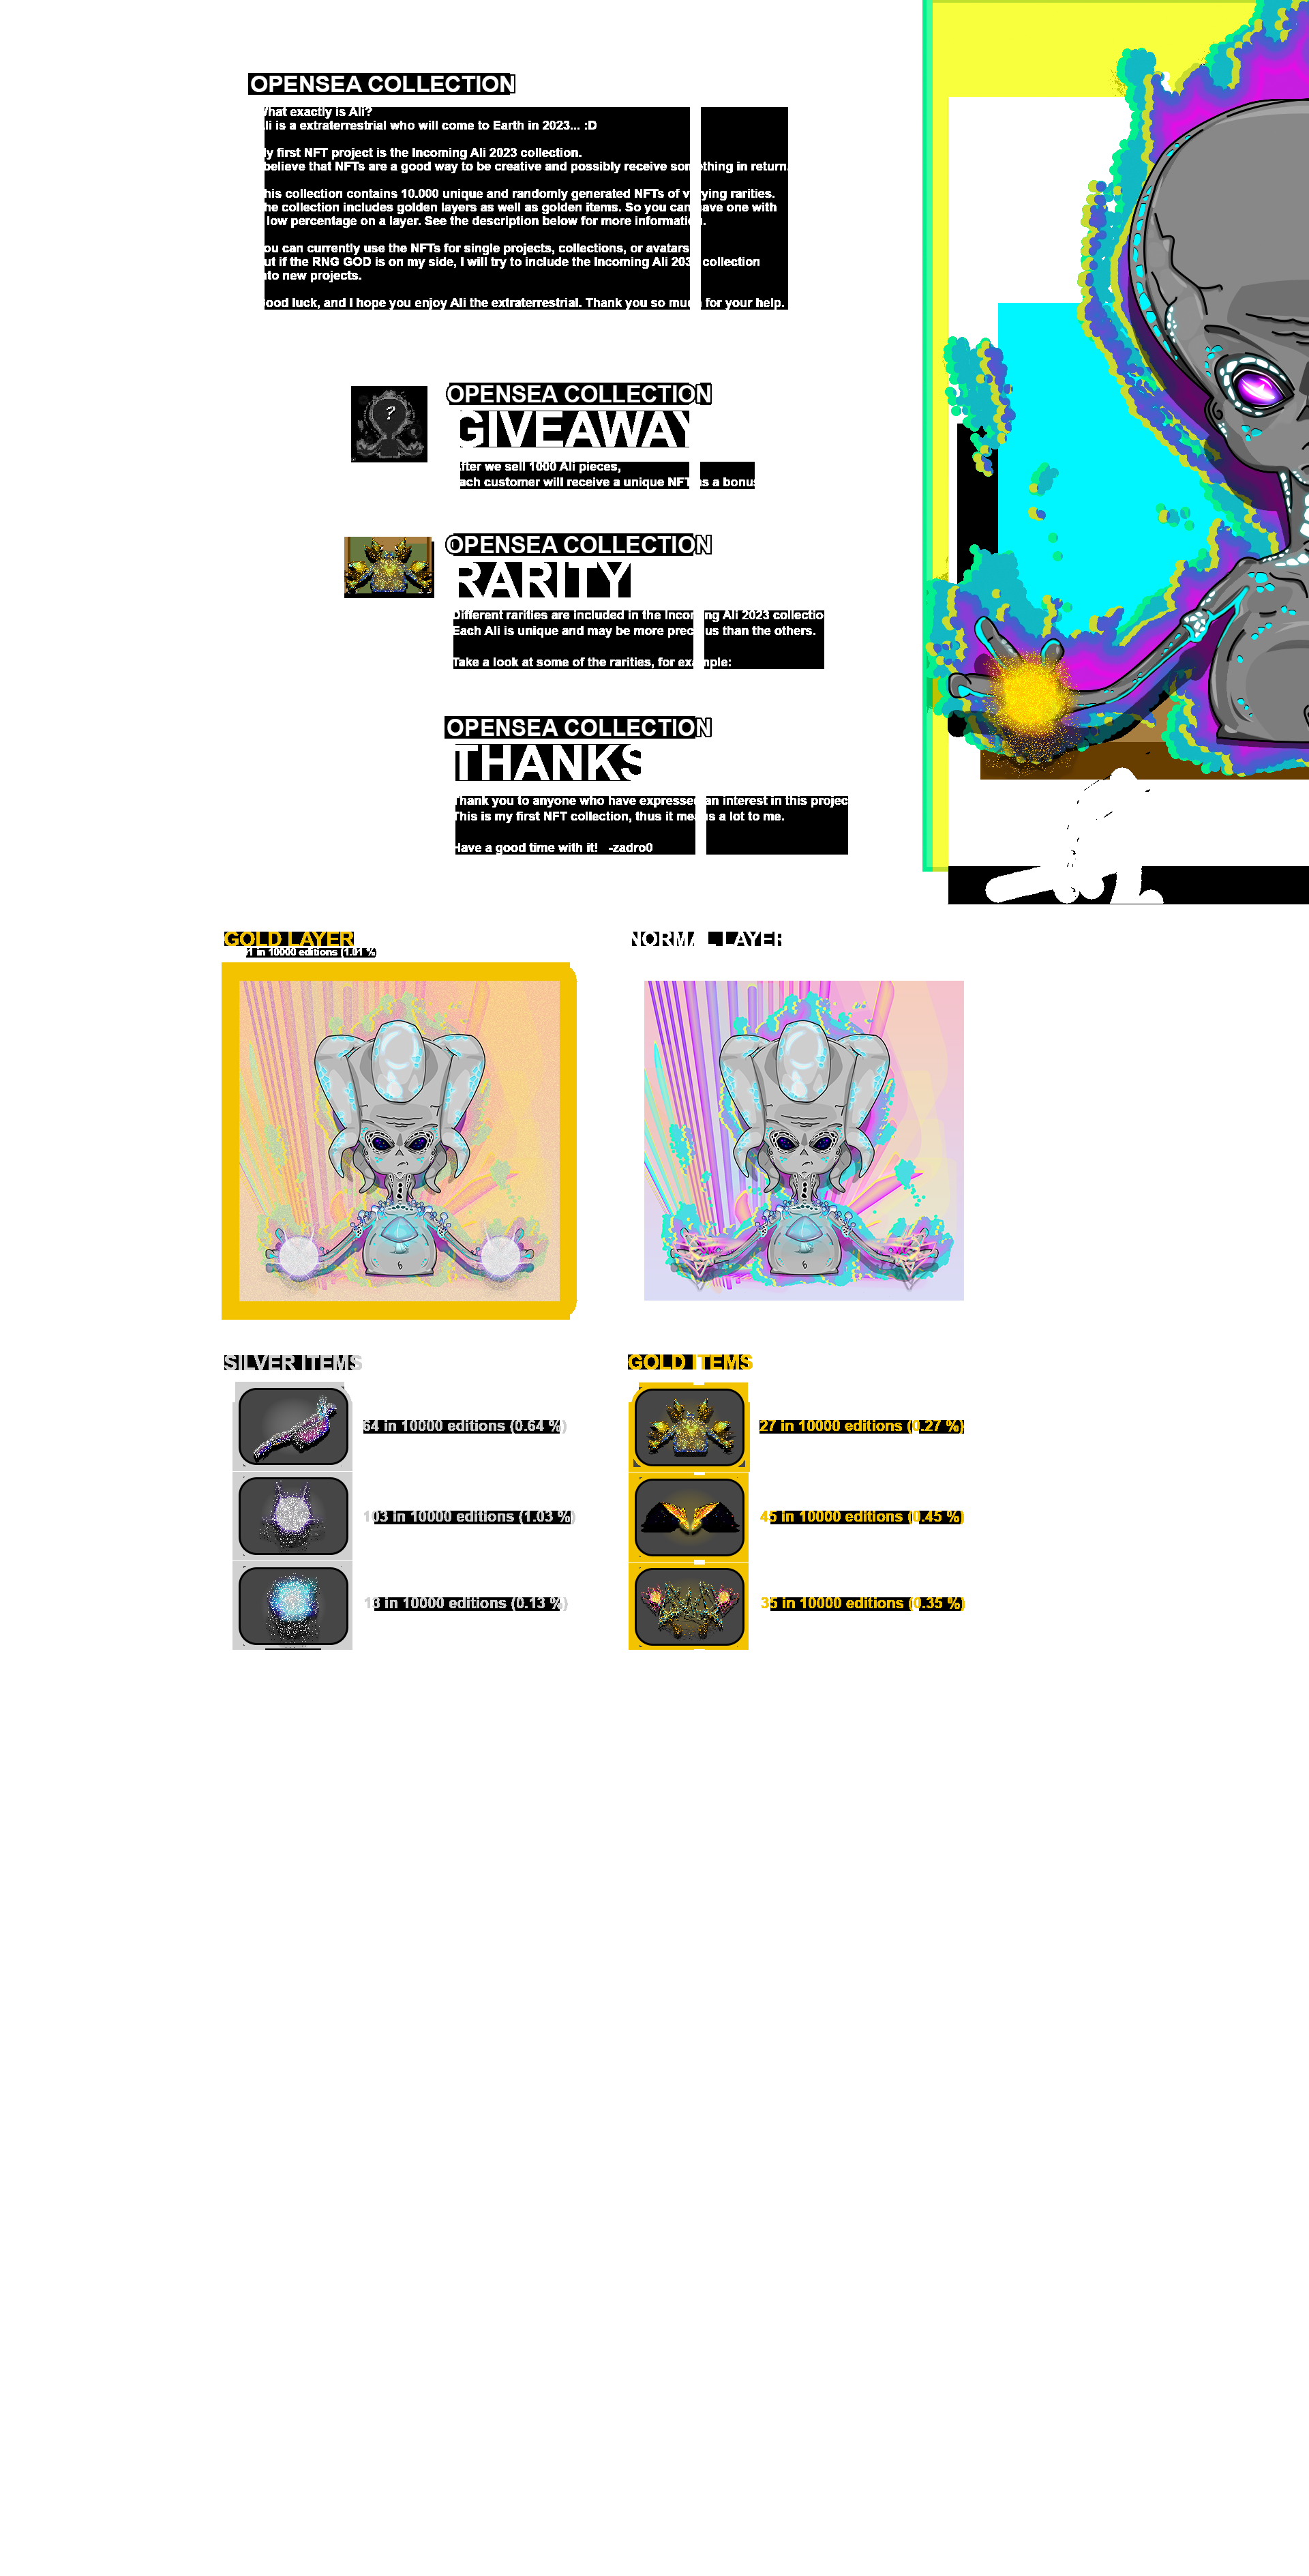 OPENSEA COLLECTION
What exactly is Ali?
Ali is a extraterrestrial who will come to Earth in 2023... :D
My first NFT project is the Incoming Ali 2023 collection.
I believe that NFTs are a good way to be creative and possibly receive something in return.
This collection contains 10.000 unique and randomly generated NFTs of varying rarities.
The collection includes golden layers as well as golden items. So you can have one with
a low percentage on a layer. See the description below for more information.
You can currently use the NFTs for single projects, collections, or avatars
But if the RNG GOD is on my side, I will try to include the Incoming Ali 2023 collection
into new projects.
Good luck, and I hope you enjoy Ali the extraterrestrial. Thank you so much for your help.
OPENSEA COLLECTION
GIVEAWAY
After we sell 1000 Ali pieces,
each customer will receive a unique NFT as a bonus
?
OPENSEA COLLECTION
RARITY
Different rarities are included in the Incoming Ali 2023 collection
Each Ali is unique and may be more precious than the others.
Take a look at some of the rarities, for example:
OPENSEA COLLECTION
THANKS
Thank you to anyone who have expressed an interest in this project
This is my first NFT collection, thus it means a lot to me.
Have a good time with it! -zadro0
GOLD LAYER
in 10000 editions (1.01 %)
NORMAL LAYER
6
6
SILVER ITEMS
64 in 10000 editions (0.64 %)
103 in 10000 editions (1.03 %)
13 in 10000 editions (0.13 %)
GOLD ITEMS
27 in 10000 editions (0.27 %)
45 in 10000 editions (0.45 %)
35 in 10000 editions (0.35 %)